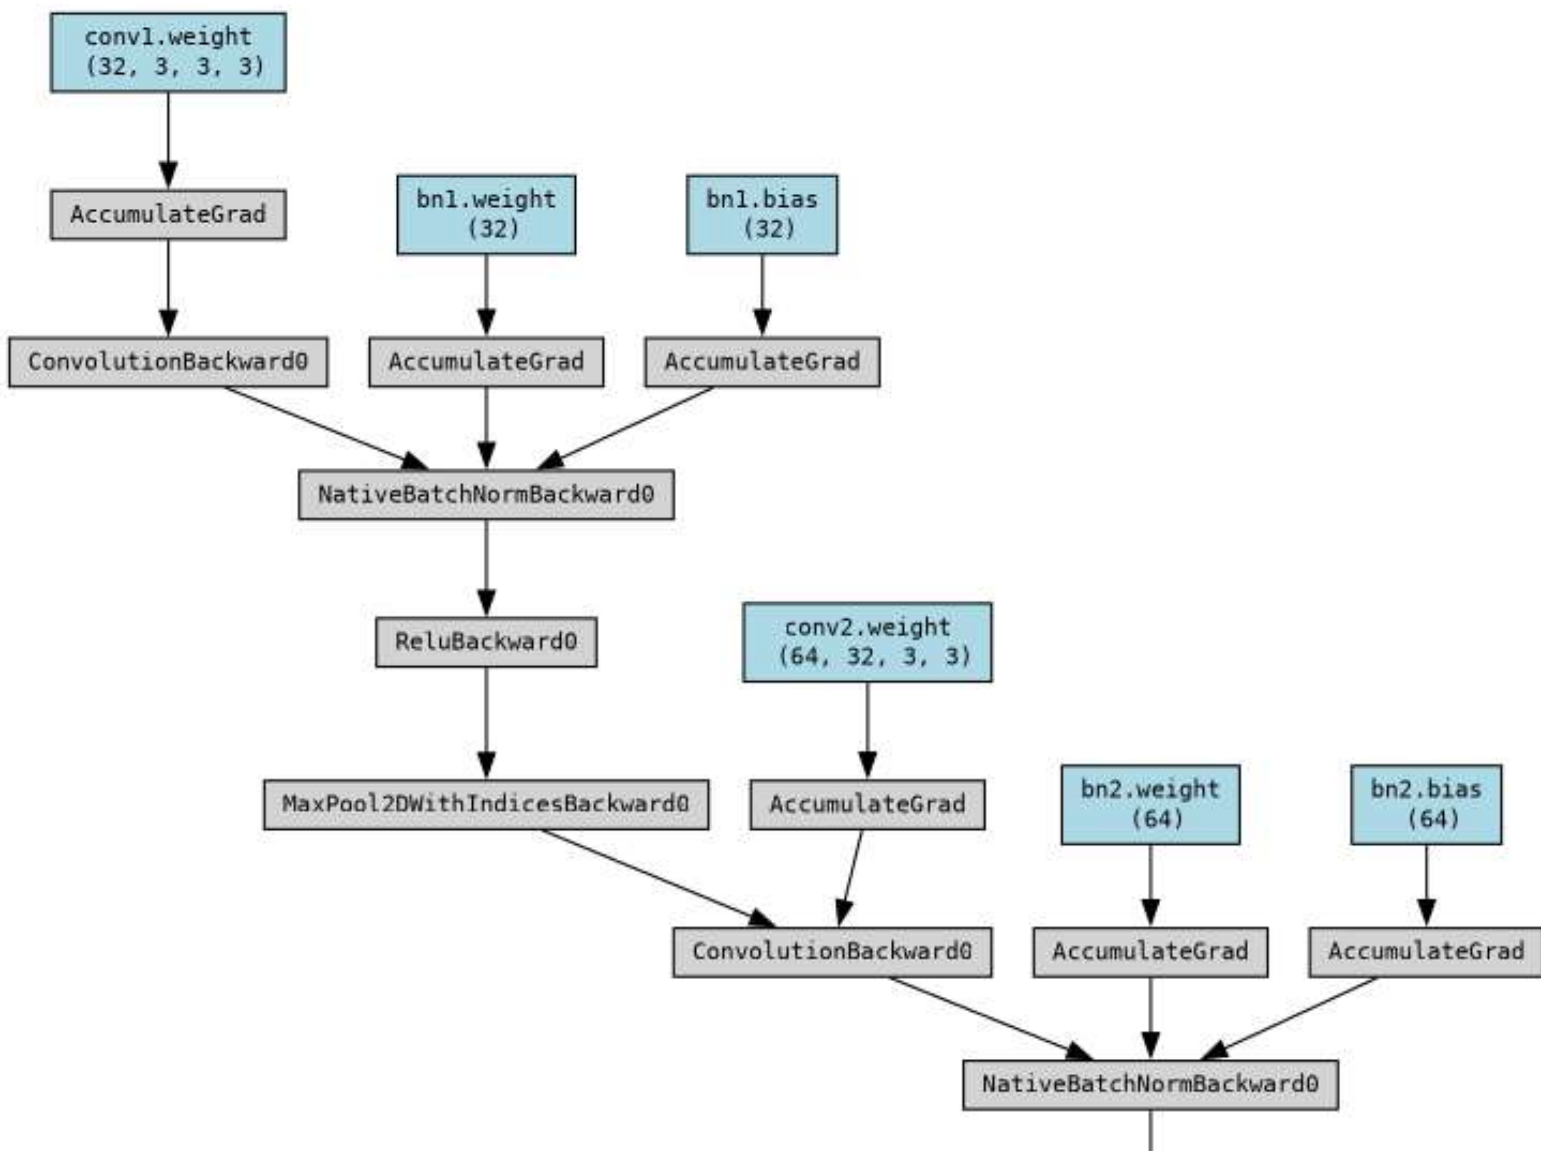 conv1.weight
(32, 3, 3, 3)
AccumulateGrad
bn1.weight
(32)
bn1.bias
(32)
ConvolutionBackward0
AccumulateGrad
AccumulateGrad
NativeBatchNormBackward0
ReluBackward0
conv2.weight
(64, 32, 3, 3)
MaxPool2DWithIndicesBackward0
AccumulateGrad
bn2.weight
(64)
bn2.bias
(64)
ConvolutionBackward0
AccumulateGrad
AccumulateGrad
NativeBatchNormBackward0